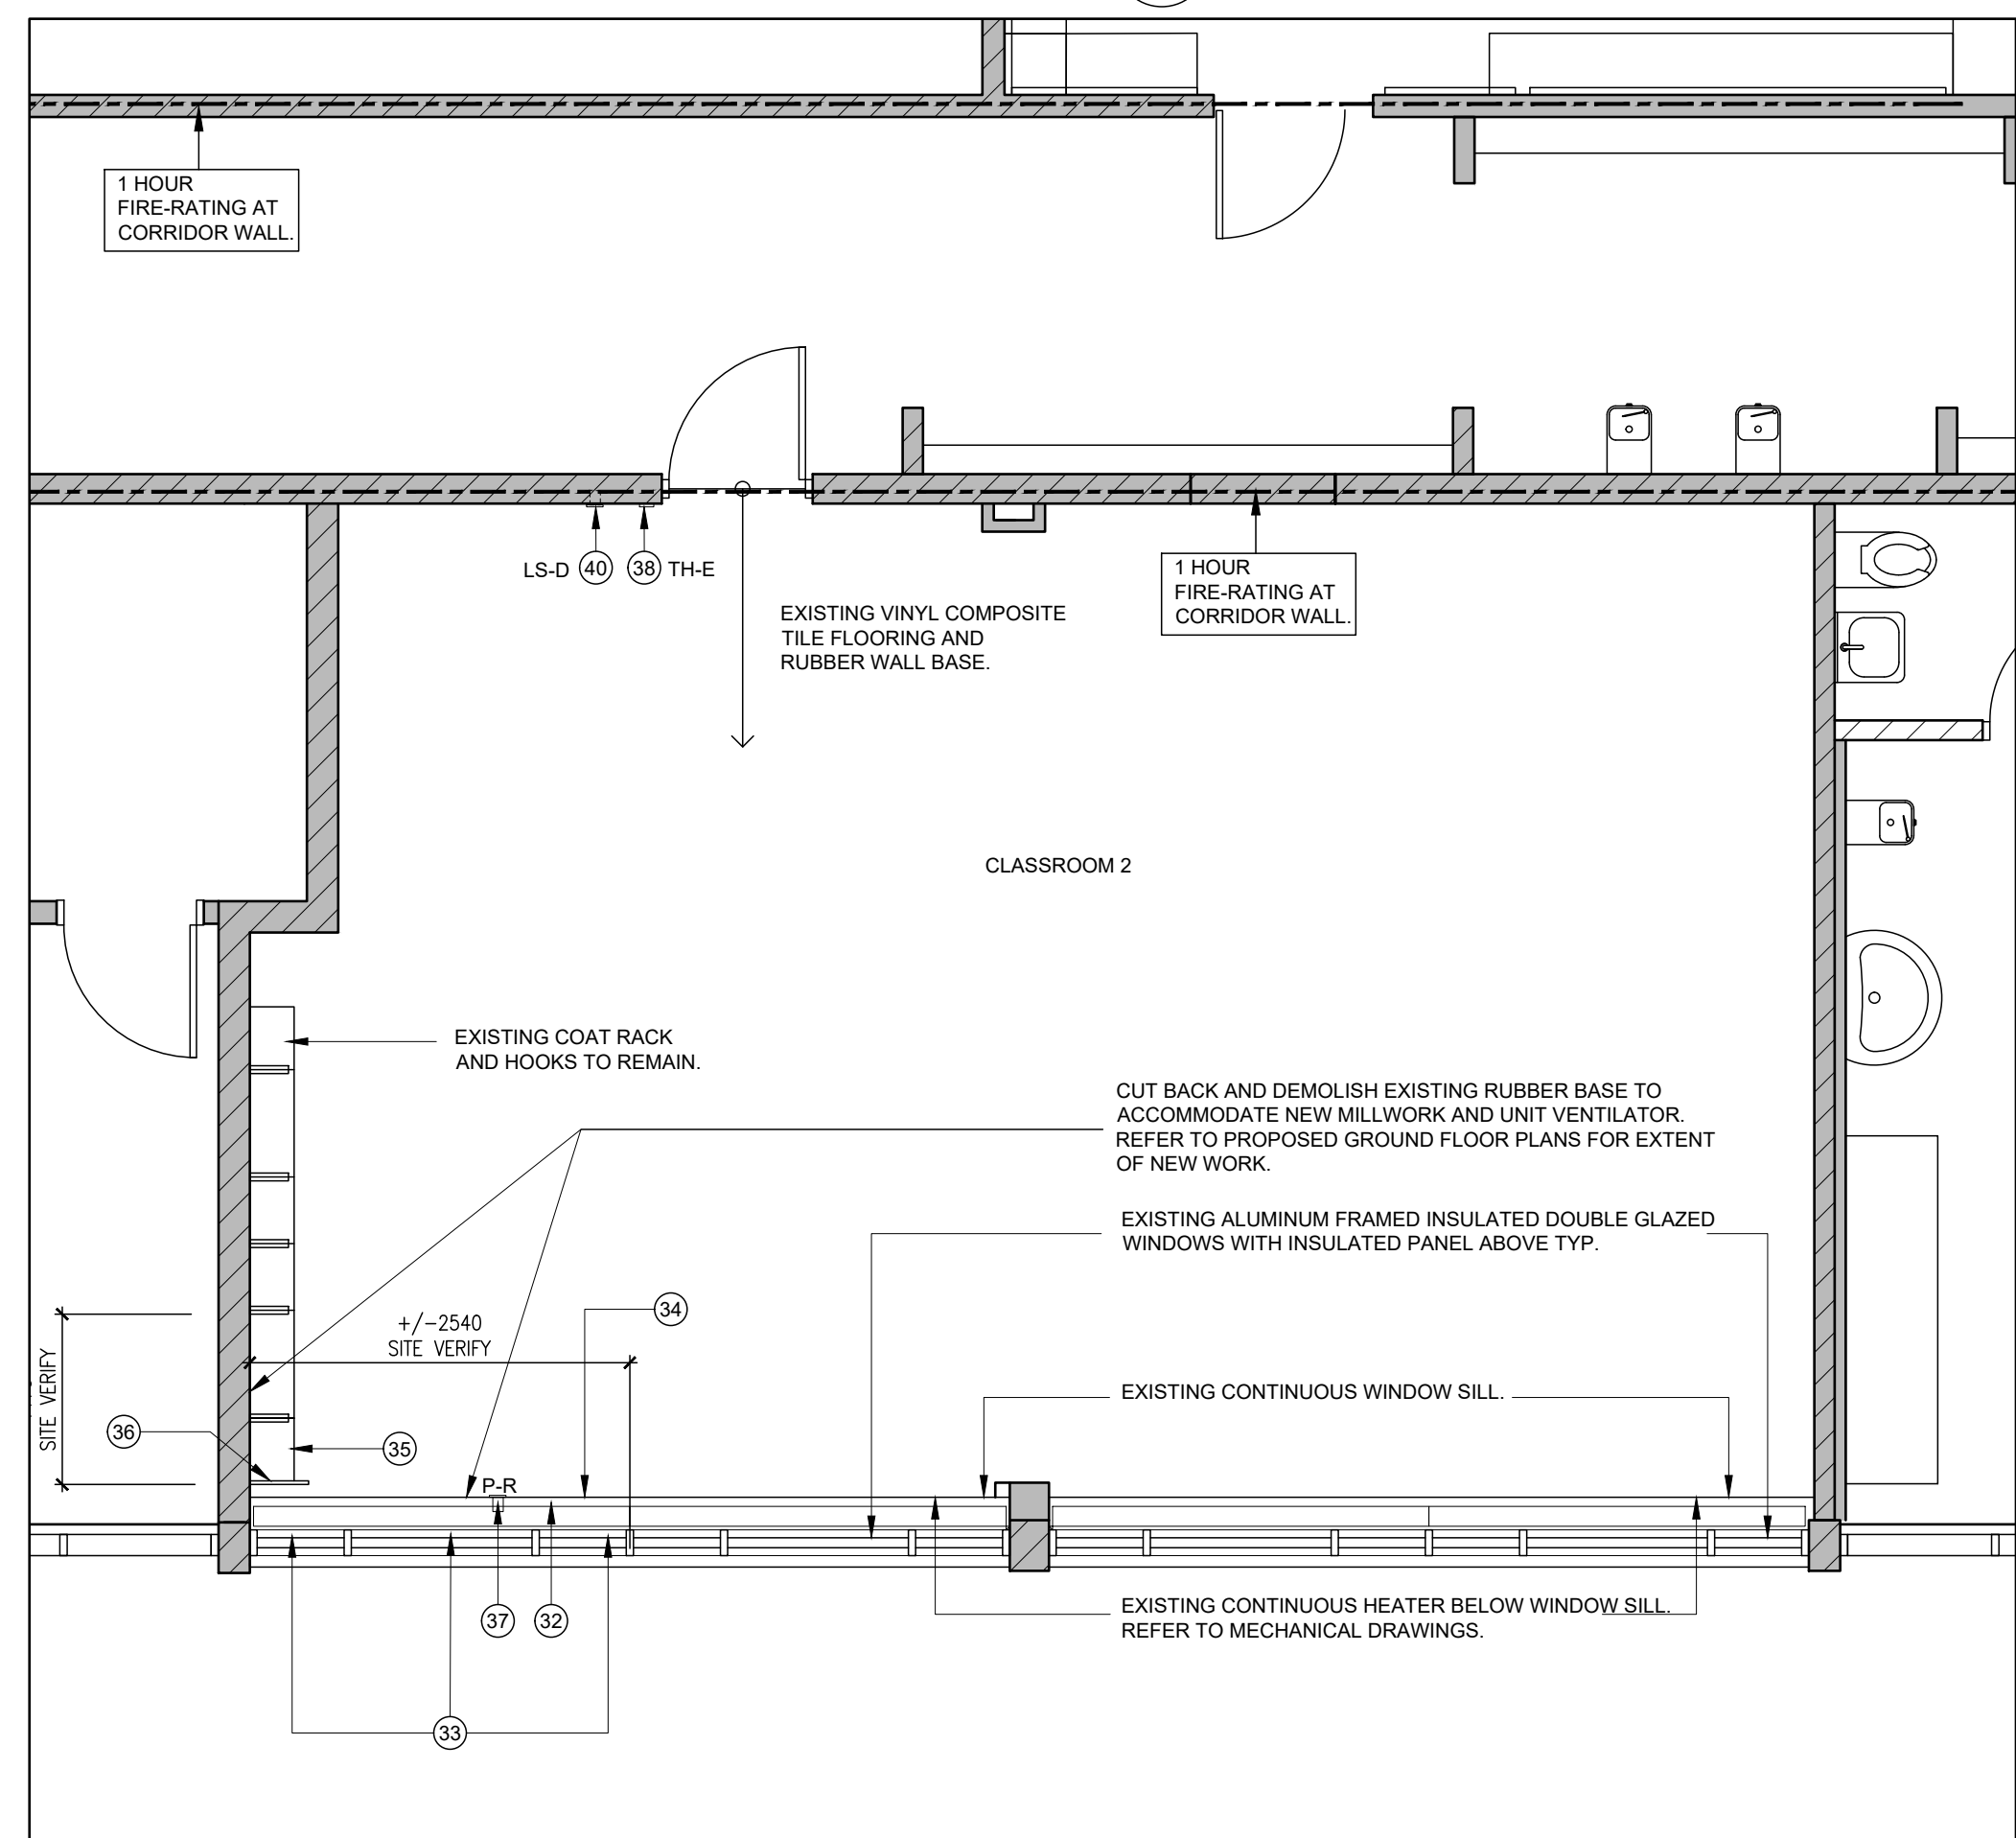 1 HOUR
FIRE-RATING AT
CORRIDOR WALL.
LS-D 40 38 TH-E
1 HOUR
FIRE-RATING AT
CORRIDOR WALL.
EXISTING VINYL COMPOSITE
TILE FLOORING AND
RUBBER WALL BASE.
CLASSROOM 2
EXISTING COAT RACK
AND HOOKS TO REMAIN.
CUT BACK AND DEMOLISH EXISTING RUBBER BASE TO
ACCOMMODATE NEW MILLWORK AND UNIT VENTILATOR.
REFER TO PROPOSED GROUND FLOOR PLANS FOR EXTENT
OF NEW WORK.
EXISTING ALUMINUM FRAMED INSULATED DOUBLE GLAZED
WINDOWS WITH INSULATED PANEL ABOVE TYP.
34
+/-2540
SITE VERIFY
SITE VERIFY
EXISTING CONTINUOUS WINDOW SILL.
36
35
P-R
37 32
EXISTING CONTINUOUS HEATER BELOW WINDOW SILL.
REFER TO MECHANICAL DRAWINGS.
33